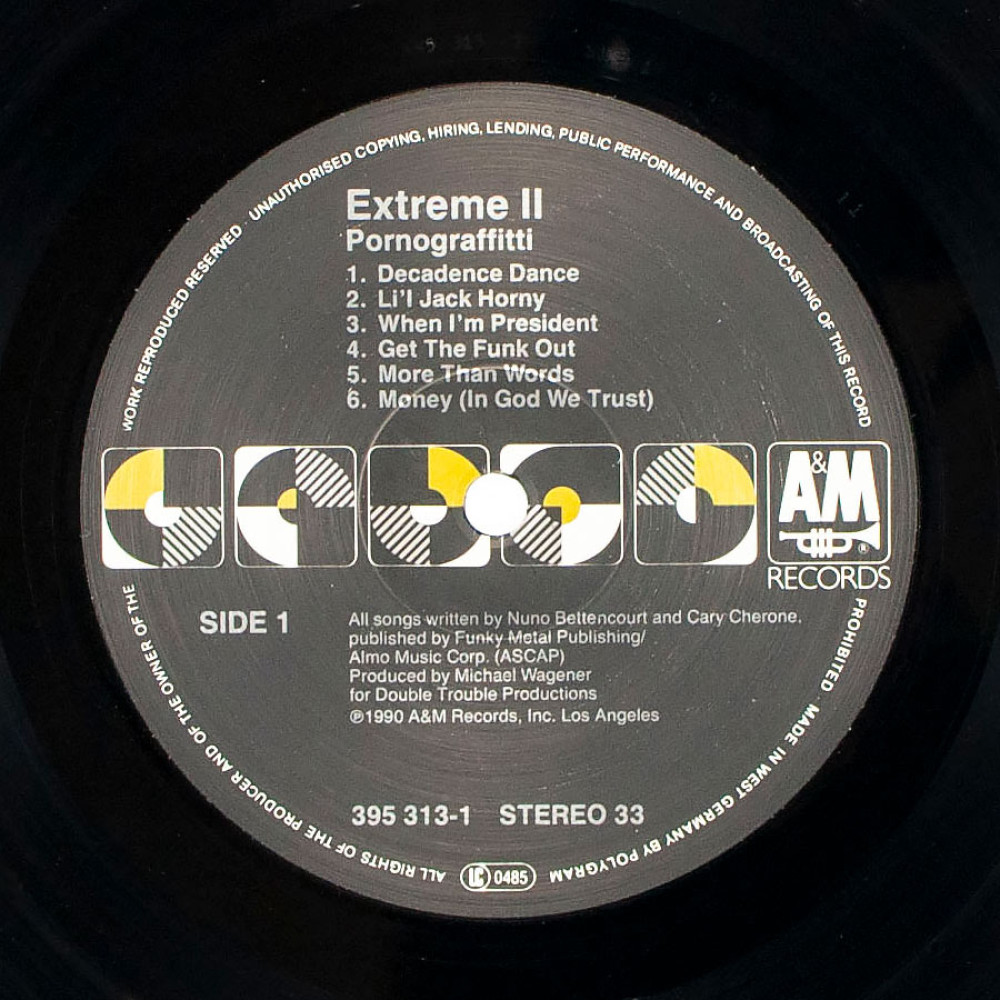 WORK REPRODUCED RESERVED · UNAUTHORISED COPYING, HIRING, LENDING, PUBLIC PERFORMANCE AND BROADCASTING OF THIS RECORD
Extreme II
Pornograffitti
1. Decadence Dance
2. Li'l Jack Horny
3. When I'm President
4. Get The Funk Out
5. More Than Words
6. Money (In God We Trust)
A&M
®
RECORDS
SIDE 1
All songs written by Nuno Bettencourt and Cary Cherone,
published by Funky Metal Publishing/
Almo Music Corp. (ASCAP)
Produced by Michael Wagener
for Double Trouble Productions
℗1990 A&M Records, Inc. Los Angeles
395 313-1 STEREO 33
PROHIBITED MADE IN WEST GERMANY BY POLYGRAM
LC 0485
ALL RIGHTS OF THE PRODUCER AND OF THE OWNER OF THE